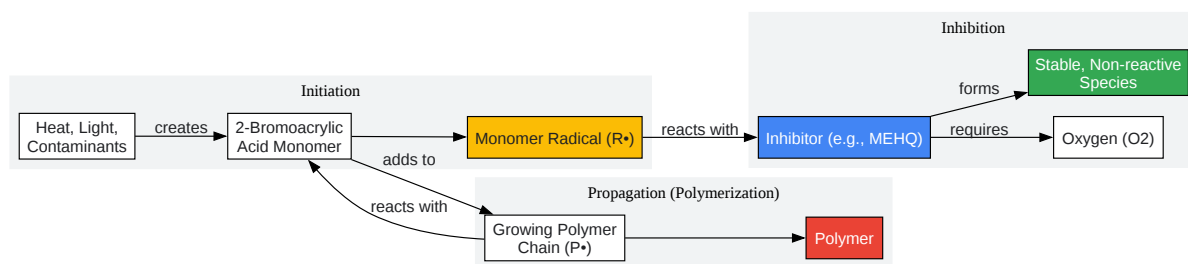 Inhibition
Stable, Non-reactive
Species
forms
Initiation
Heat, Light,
Contaminants
creates
2-Bromoacrylic
Acid Monomer
Monomer Radical (R•)
reacts with
Inhibitor (e.g., MEHQ)
requires
Oxygen (O2)
adds to
reacts with
Propagation (Polymerization)
Growing Polymer
Chain (P•)
Polymer